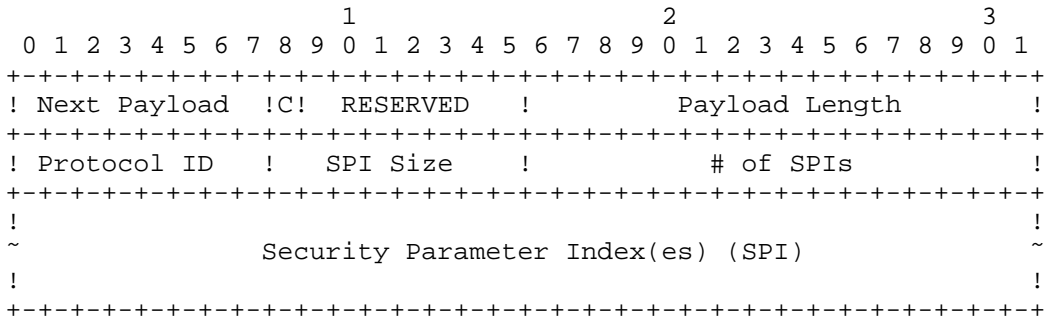 1                   2                   3
 0 1 2 3 4 5 6 7 8 9 0 1 2 3 4 5 6 7 8 9 0 1 2 3 4 5 6 7 8 9 0 1
+-+-+-+-+-+-+-+-+-+-+-+-+-+-+-+-+-+-+-+-+-+-+-+-+-+-+-+-+-+-+-+-+
! Next Payload  !C!  RESERVED   !         Payload Length        !
+-+-+-+-+-+-+-+-+-+-+-+-+-+-+-+-+-+-+-+-+-+-+-+-+-+-+-+-+-+-+-+-+
! Protocol ID   !   SPI Size    !           # of SPIs           !
+-+-+-+-+-+-+-+-+-+-+-+-+-+-+-+-+-+-+-+-+-+-+-+-+-+-+-+-+-+-+-+-+
!                                                               !
~               Security Parameter Index(es) (SPI)              ~
!                                                               !
+-+-+-+-+-+-+-+-+-+-+-+-+-+-+-+-+-+-+-+-+-+-+-+-+-+-+-+-+-+-+-+-+